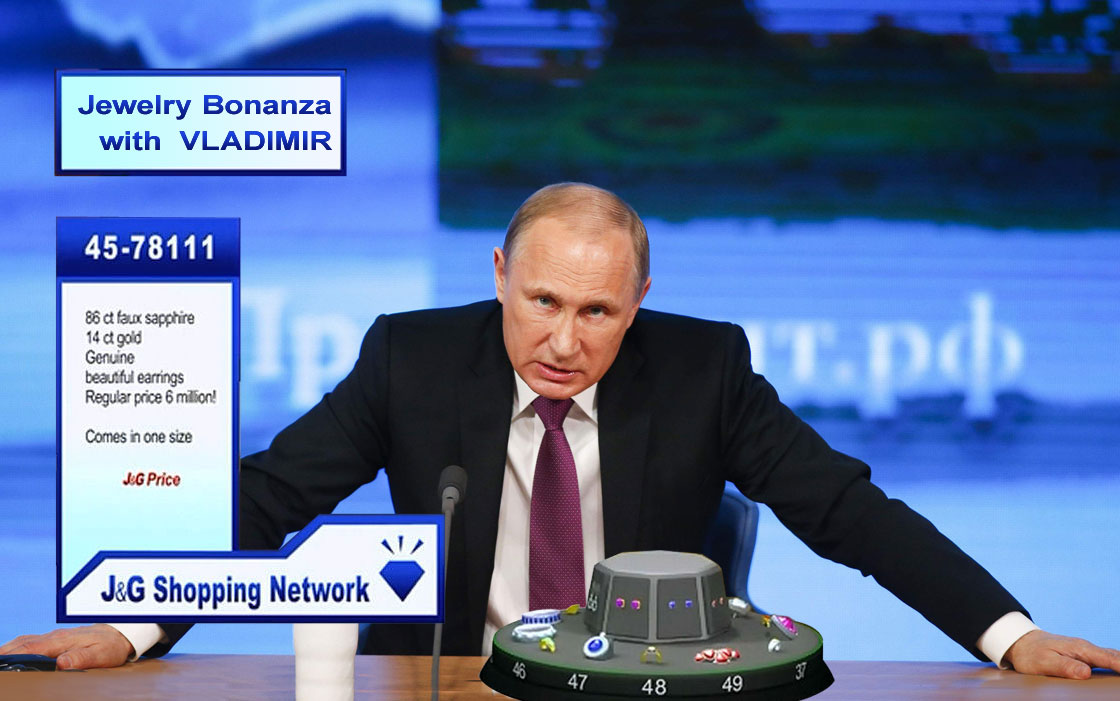 Jewelry Bonanza
with VLADIMIR
45-78111
86 ct faux sapphire
14 ct gold
Genuine
beautiful earrings
Regular price 6 million!
Comes in one size
J&G Price
J&G Shopping Network
т.рф
46 47 48 49 37